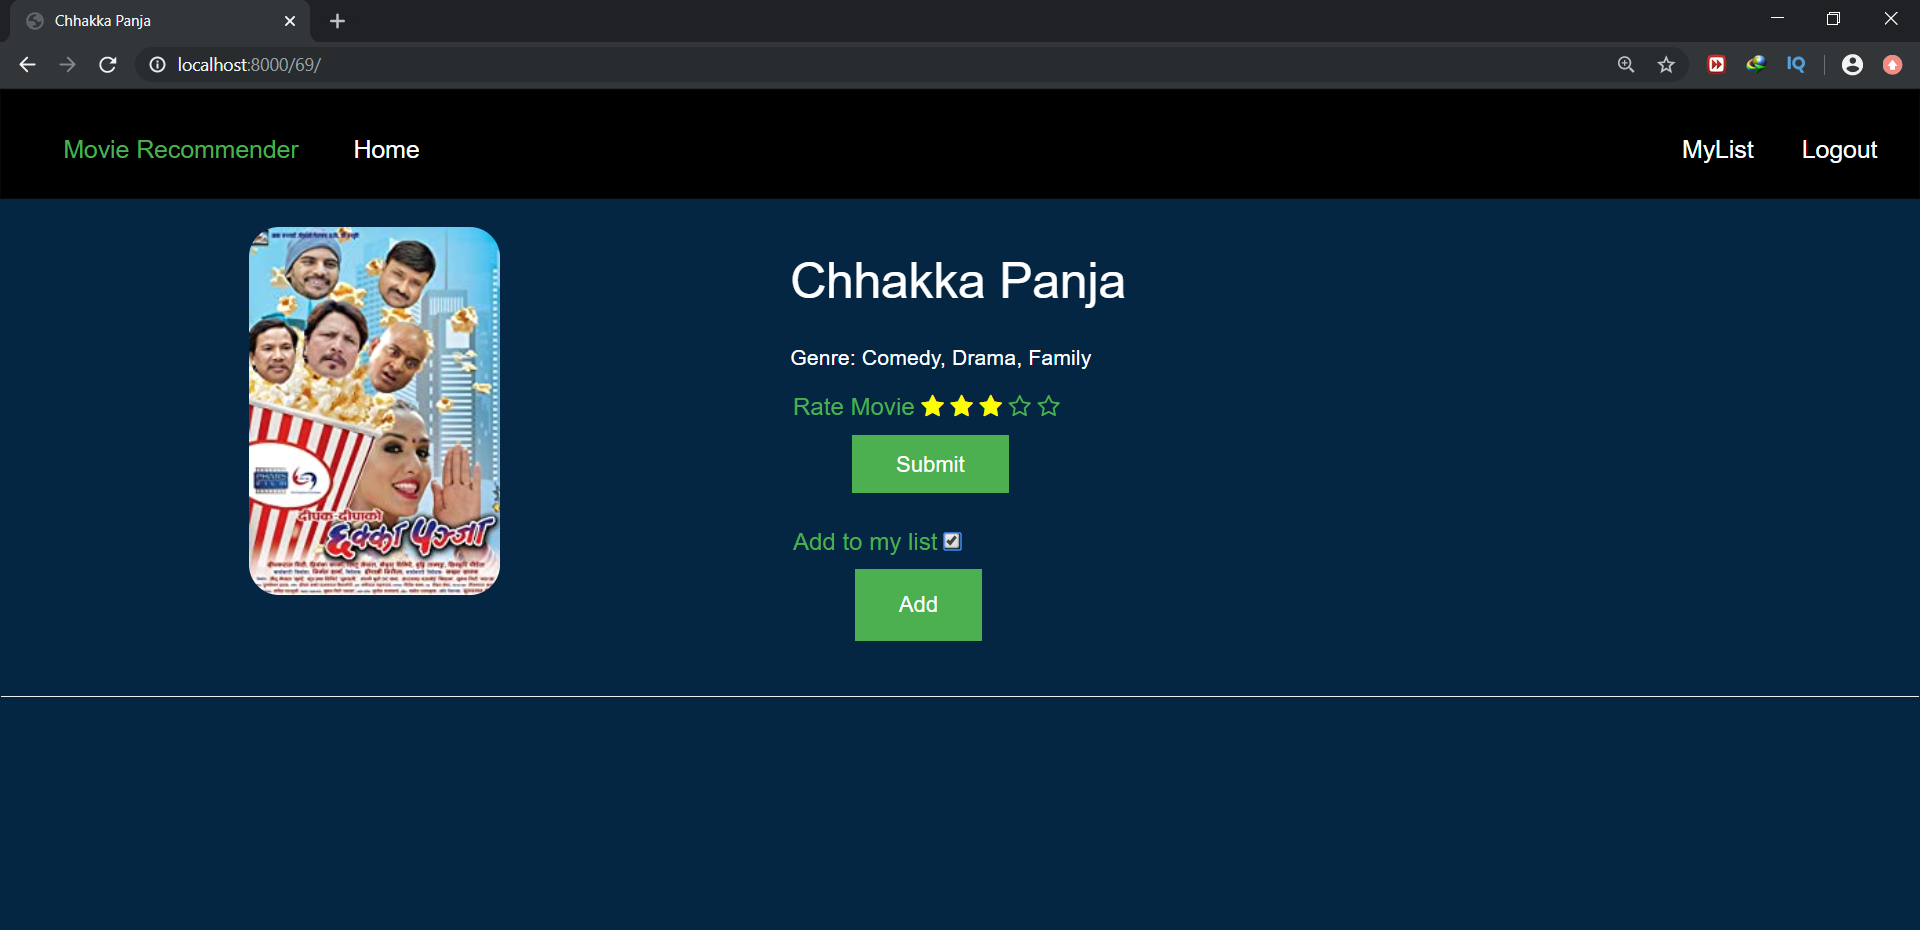 Chhakka Panja
localhost:8000/69/
IQ
Movie Recommender
Home
MyList
Logout
Chhakka Panja
Genre: Comedy, Drama, Family
Rate Movie
Submit
Add to my list
Add
दीपक-दीपाको
छक्का पञ्जा